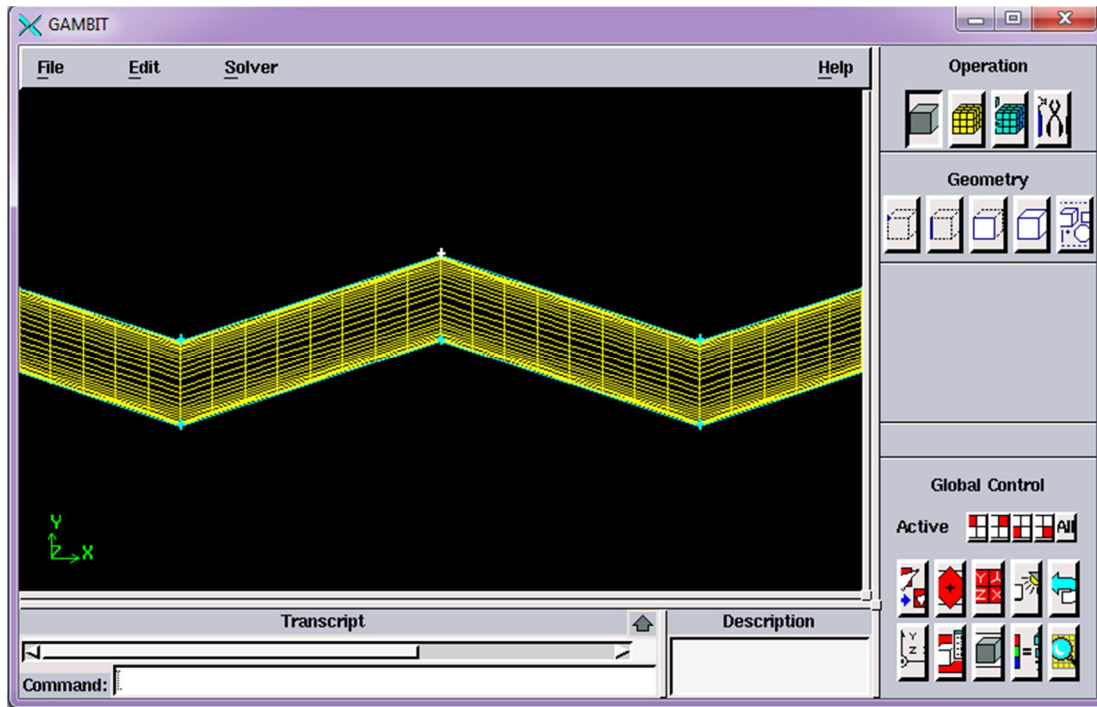 GAMBIT
File Edit Solver Help
Operation
Geometry
Y
Z X
Global Control
Active All
Y
Z X
Y
Z
Transcript
Description
Command: